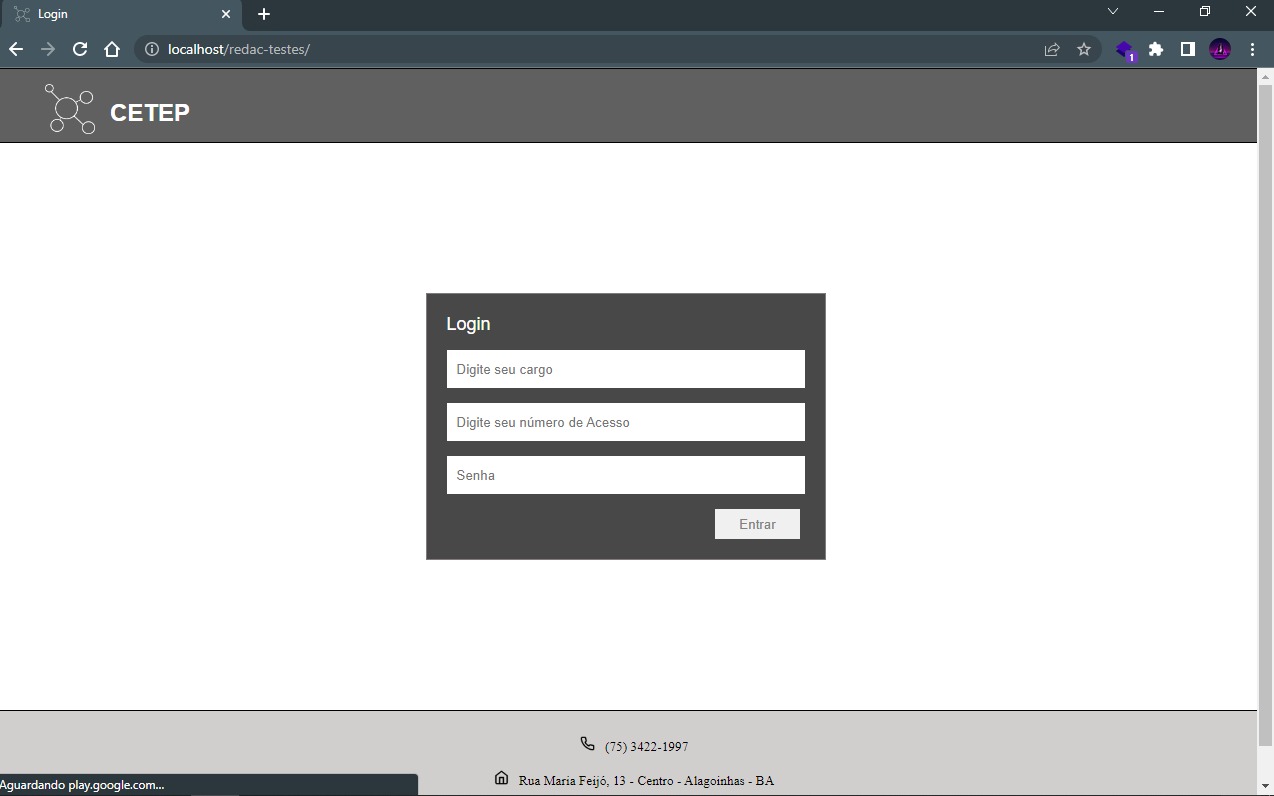 Login
localhost/redac-testes/
1
CETEP
Login
Digite seu cargo
Digite seu número de Acesso
Senha
Entrar
(75) 3422-1997
Rua Maria Feijó, 13 - Centro - Alagoinhas - BA
Aguardando play.google.com...